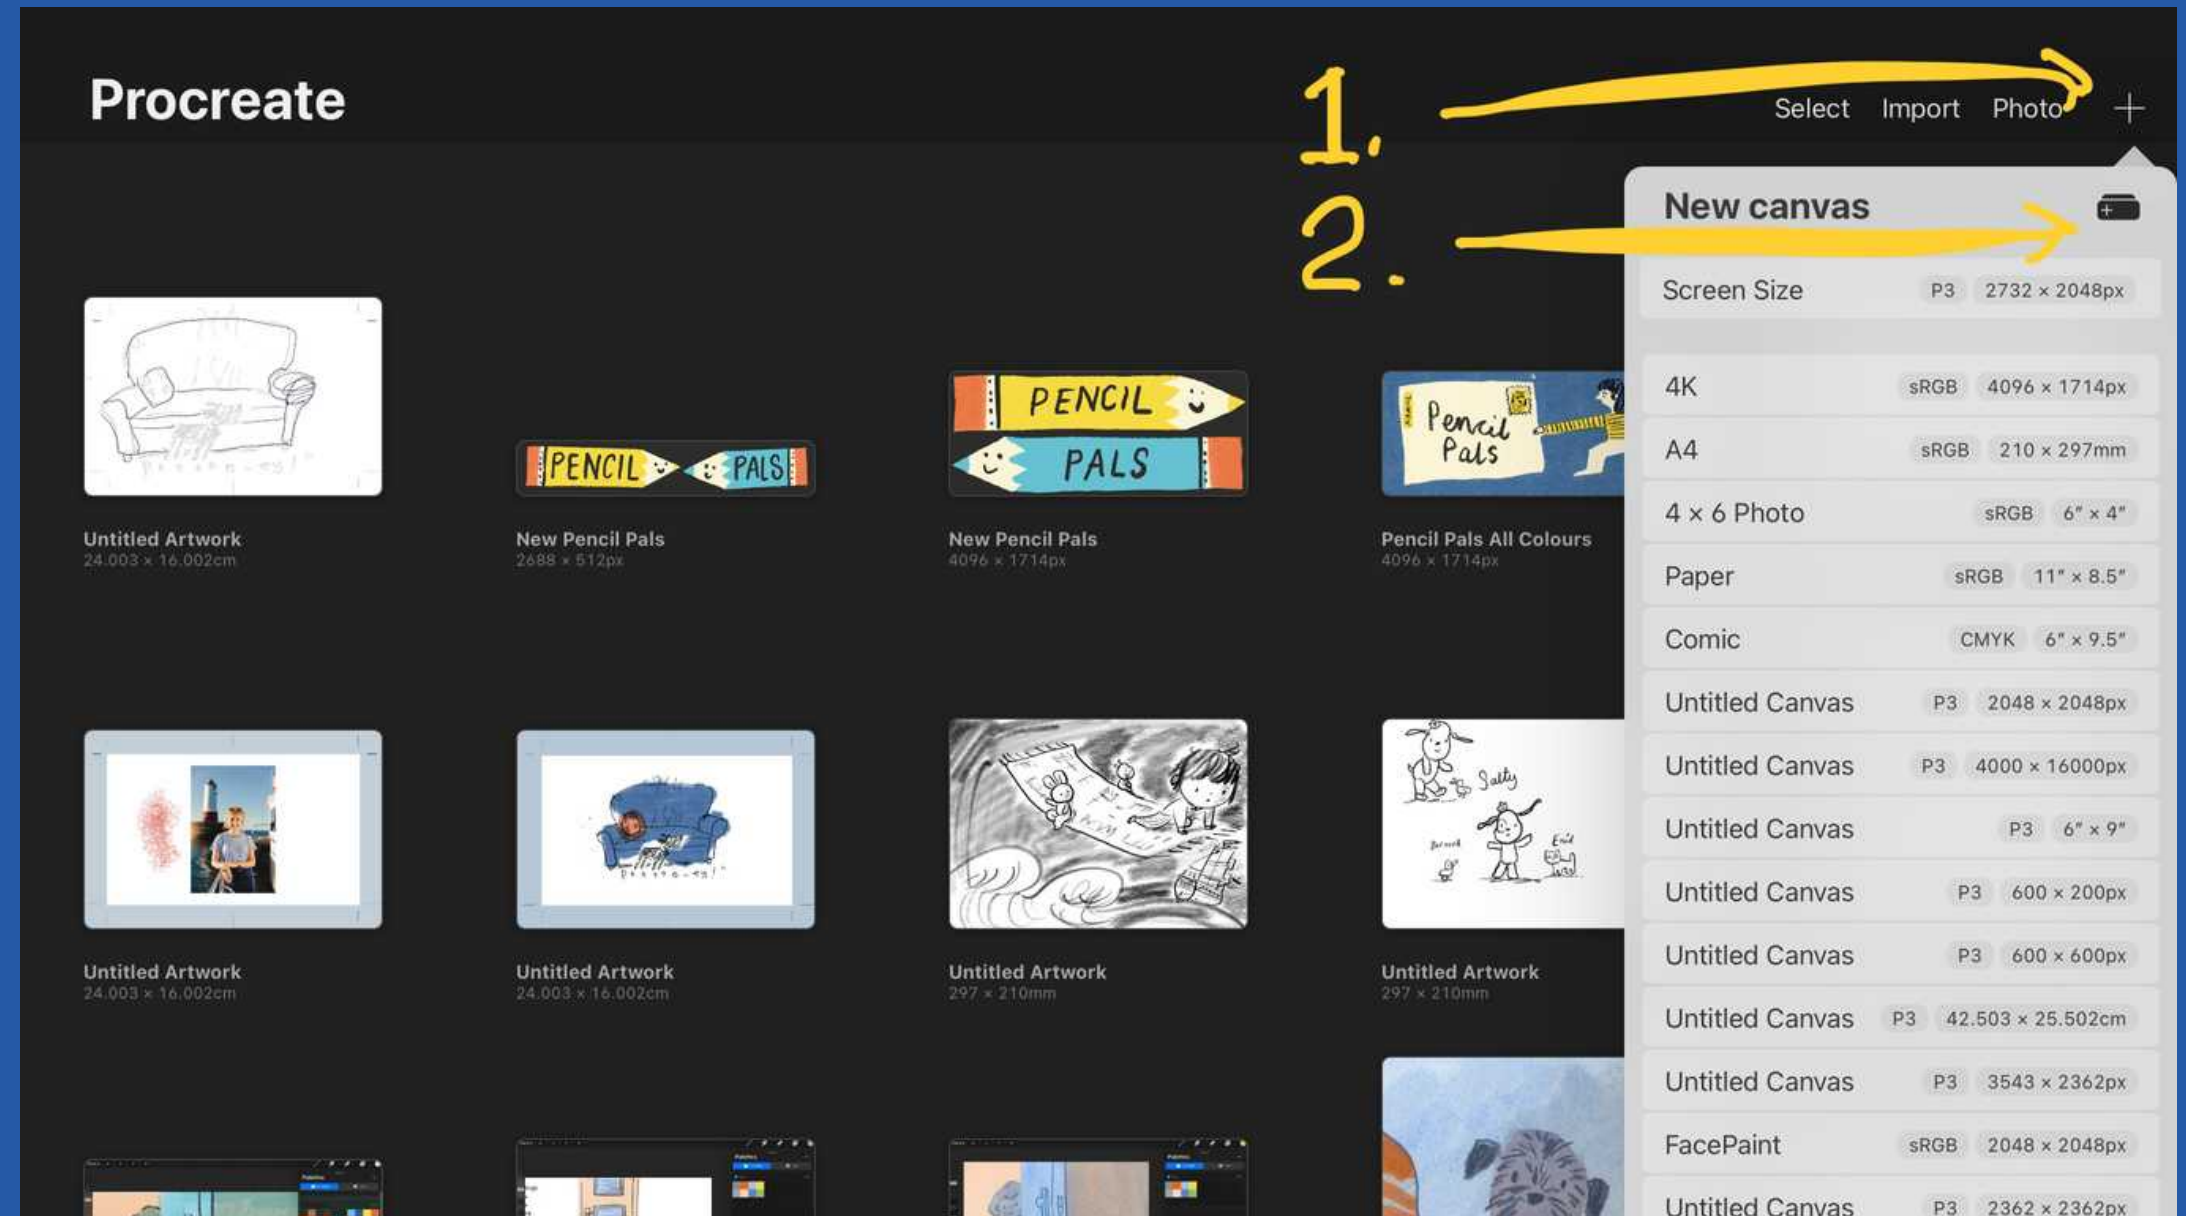 Procreate
1.
Select Import Photo +
2.
New canvas
Screen Size P3 2732 × 2048px
4K sRGB 4096 × 1714px
A4 sRGB 210 × 297mm
4 × 6 Photo sRGB 6" × 4"
Paper sRGB 11" × 8.5"
Comic CMYK 6" × 9.5"
Untitled Canvas P3 2048 × 2048px
Untitled Canvas P3 4000 × 16000px
Untitled Canvas P3 6" × 9"
Untitled Canvas P3 600 × 200px
Untitled Canvas P3 600 × 600px
Untitled Canvas P3 42.503 × 25.502cm
Untitled Canvas P3 3543 × 2362px
FacePaint sRGB 2048 × 2048px
Untitled Canvas P3 2362 × 2362px
Untitled Artwork
24.003 × 16.002cm
PENCIL PALS
New Pencil Pals
2688 × 512px
PENCIL
PALS
New Pencil Pals
4096 × 1714px
Pencil
Pals
Pencil Pals All Colours
4096 × 1714px
Untitled Artwork
24.003 × 16.002cm
Untitled Artwork
24.003 × 16.002cm
Untitled Artwork
297 × 210mm
Salty
Enid
Untitled Artwork
297 × 210mm
Palettes
Palettes
Palettes